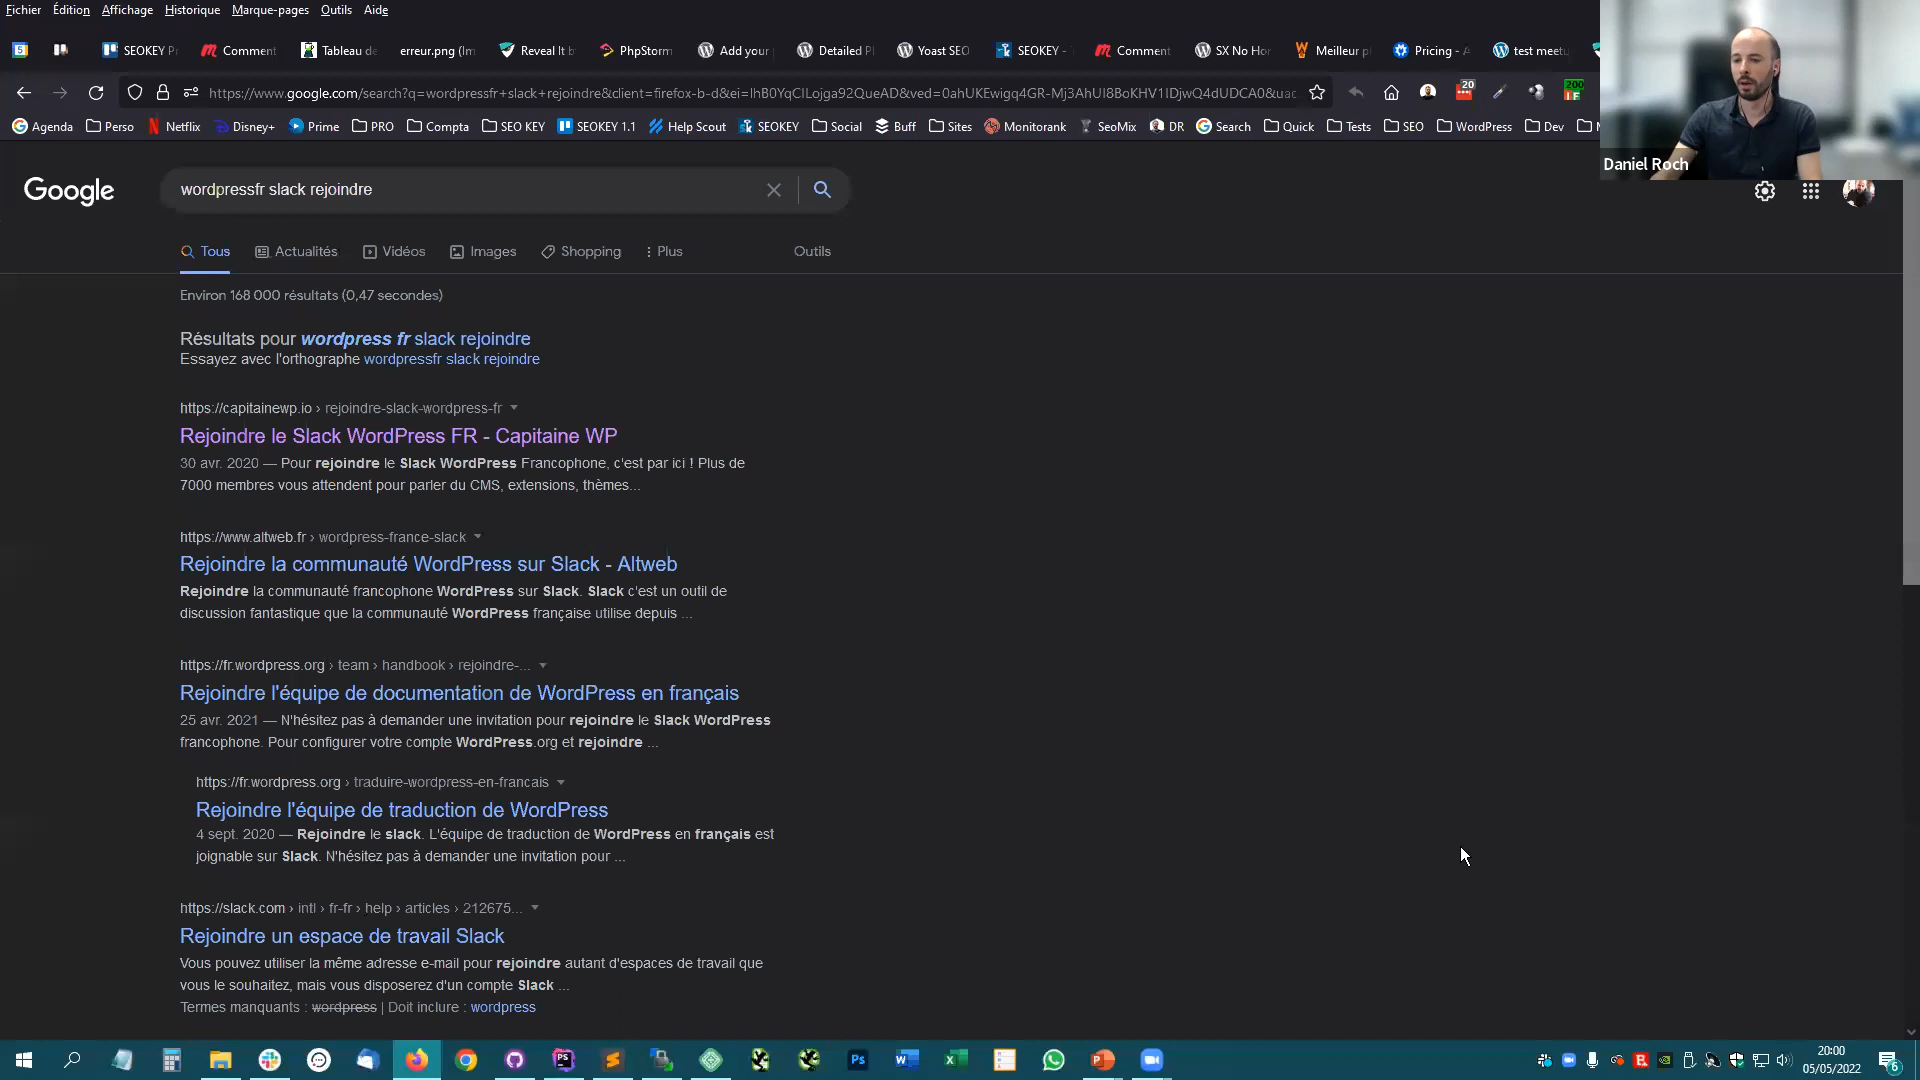 Fichier Édition Affichage Historique Marque-pages Outils Aide
SEOKEY Pr Comment Tableau de erreur.png (Im Reveal It b PhpStorm Add your Detailed Pl Yoast SEO SEOKEY - Comment SX No Hor Meilleur p Pricing - A test meetu
https://www.google.com/search?q=wordpressfr+slack+rejoindre&client=firefox-b-d&ei=
20
200
Agenda Perso Netflix Disney+ Prime PRO Compta SEO KEY SEOKEY 1.1 Help Scout SEOKEY Social Buff Sites Monitorank SeoMix DR Search Quick Tests SEO WordPress Dev
Daniel Roch
Google
wordpressfr slack rejoindre
Tous Actualités Vidéos Images Shopping Plus Outils
Environ 168 000 résultats (0,47 secondes)
Résultats pour wordpress fr slack rejoindre
Essayez avec l'orthographe wordpressfr slack rejoindre
https://capitainewp.io › rejoindre-slack-wordpress-fr
Rejoindre le Slack WordPress FR - Capitaine WP
30 avr. 2020 — Pour rejoindre le Slack WordPress Francophone, c'est par ici ! Plus de
7000 membres vous attendent pour parler du CMS, extensions, thèmes...
https://www.altweb.fr › wordpress-france-slack
Rejoindre la communauté WordPress sur Slack - Altweb
Rejoindre la communauté francophone WordPress sur Slack. Slack c'est un outil de
discussion fantastique que la communauté WordPress française utilise depuis ...
https://fr.wordpress.org › team › handbook › rejoindre-...
Rejoindre l'équipe de documentation de WordPress en français
25 avr. 2021 — N'hésitez pas à demander une invitation pour rejoindre le Slack WordPress
francophone. Pour configurer votre compte WordPress.org et rejoindre ...
https://fr.wordpress.org › traduire-wordpress-en-francais
Rejoindre l'équipe de traduction de WordPress
4 sept. 2020 — Rejoindre le slack. L'équipe de traduction de WordPress en français est
joignable sur Slack. N'hésitez pas à demander une invitation pour ...
https://slack.com › intl › fr-fr › help › articles › 212675...
Rejoindre un espace de travail Slack
Vous pouvez utiliser la même adresse e-mail pour rejoindre autant d'espaces de travail que
vous le souhaitez, mais vous disposerez d'un compte Slack ...
Termes manquants : wordpress | Doit inclure : wordpress
20:00
05/05/2022
6